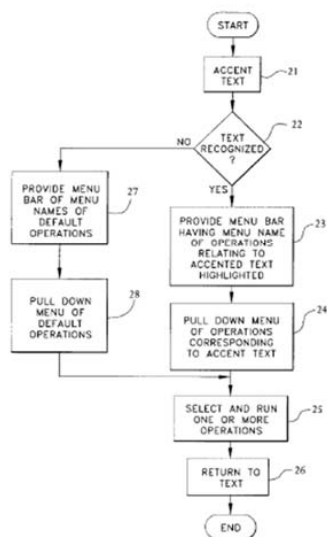 START
ACCENT
TEXT
21
TEXT
RECOGNIZED
?
22
NO
YES
PROVIDE MENU
BAR OF MENU
NAMES OF
DEFAULT
OPERATIONS
27
PROVIDE MENU BAR
HAVING MENU NAME
OF OPERATIONS
RELATING TO
ACCENTED TEXT
HIGHLIGHTED
23
PULL DOWN
MENU OF
DEFAULT
OPERATIONS
28
PULL DOWN MENU
OF OPERATIONS
CORRESPONDING
TO ACCENT TEXT
24
SELECT AND RUN
ONE OR MORE
OPERATIONS
25
RETURN TO
TEXT
26
END